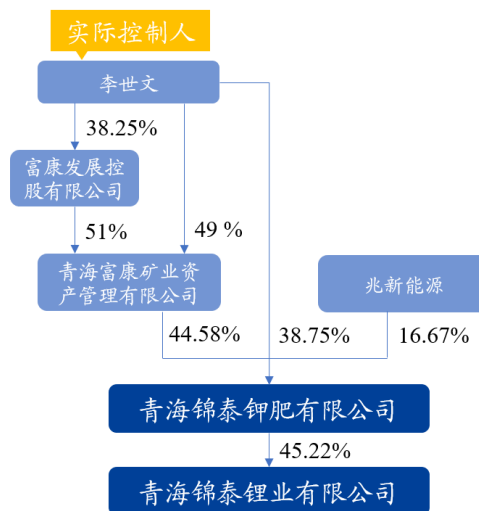 实际控制人
李世文
38.25%
富康发展控
股有限公司
51%
49 %
青海富康矿业资
产管理有限公司
兆新能源
44.58%
38.75%
16.67%
青海锦泰钾肥有限公司
45.22%
青海锦泰锂业有限公司